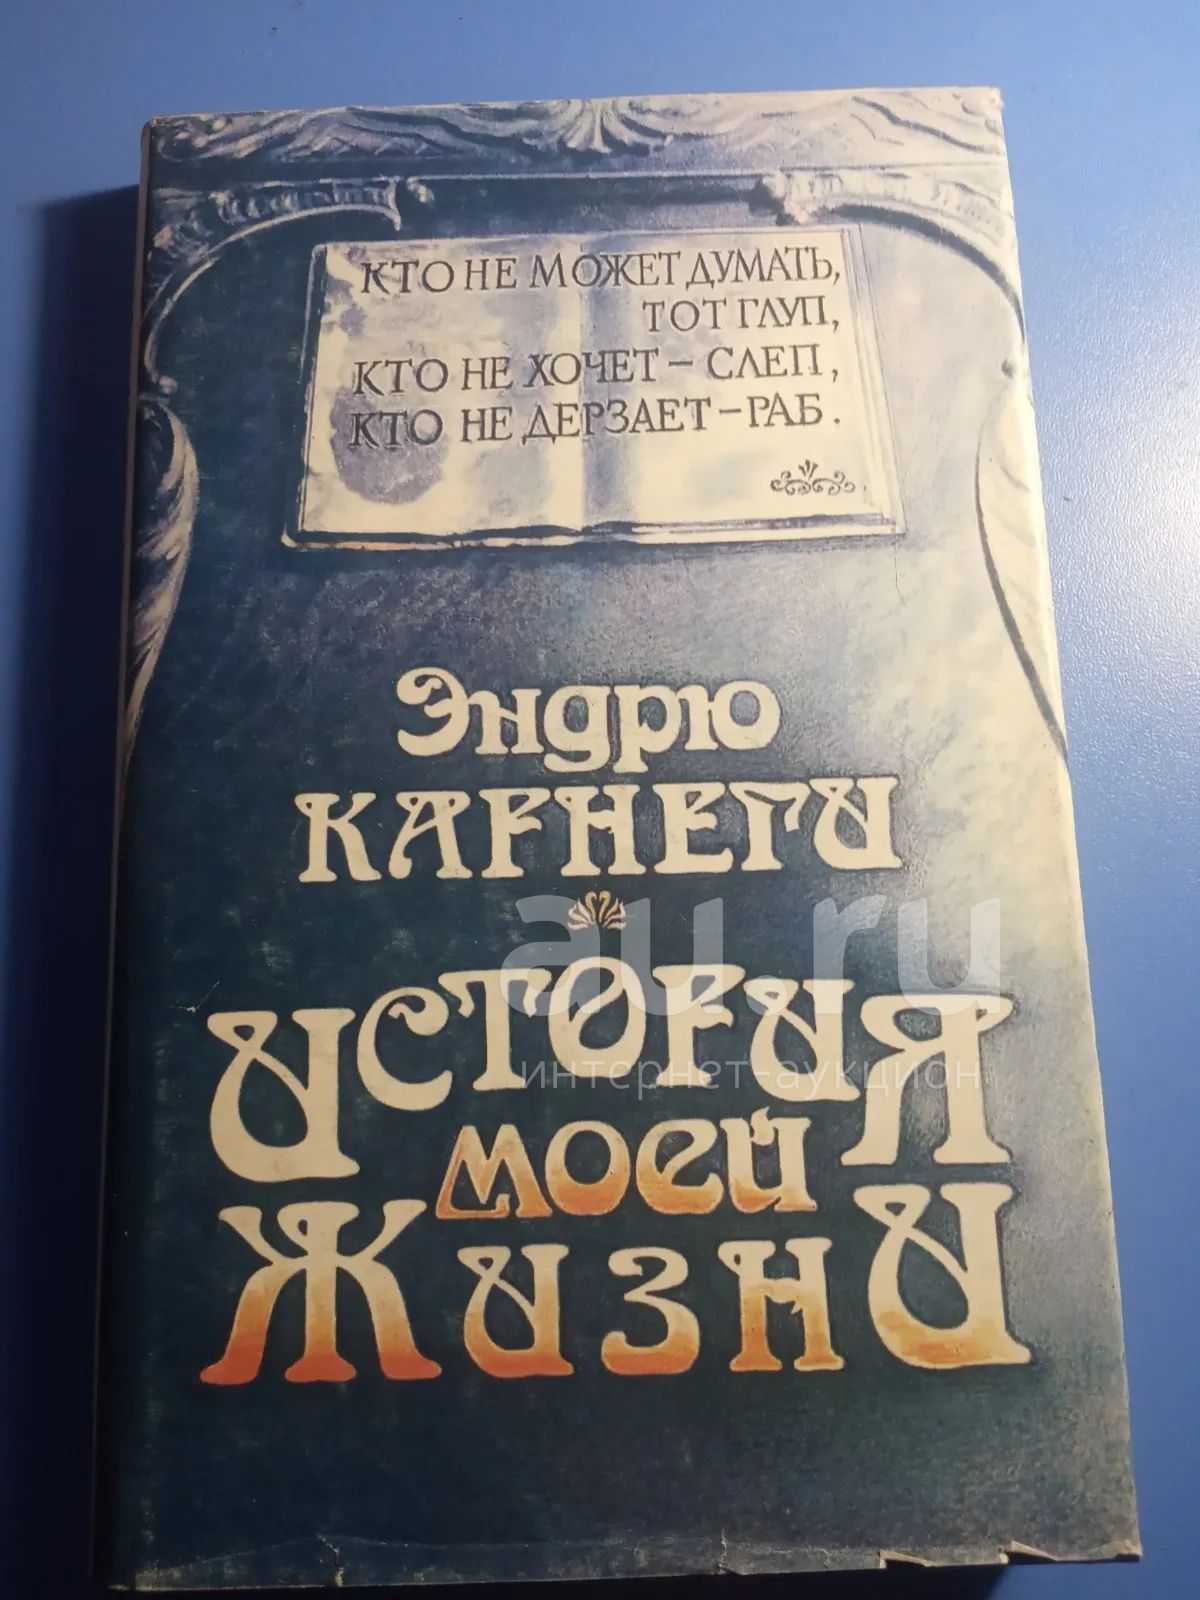 КТО НЕ МОЖЕТ ДУМАТЬ,
ТОТ ГЛУП,
КТО НЕ ХОЧЕТ – СЛЕП,
КТО НЕ ДЕРЗАЕТ – РАБ.
Эндрю
КАРНЕГИ
au.ru
ИСТОРИЯ
интернет-аукцион
МОЕЙ
ЖИЗНИ